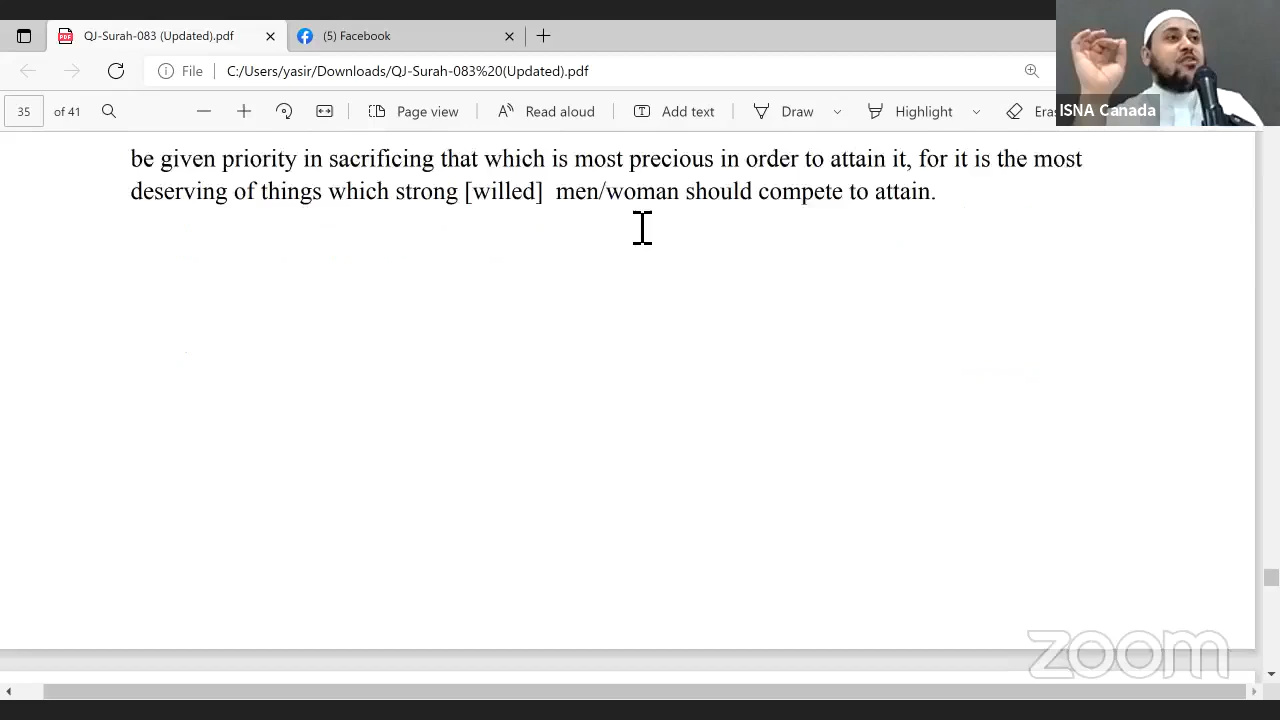 QJ-Surah-083 (Updated).pdf
(5) Facebook
File C:/Users/yasir/Downloads/QJ-Surah-083%20(Updated).pdf
35 of 41 Page view Read aloud Add text Draw Highlight Era
ISNA Canada
be given priority in sacrificing that which is most precious in order to attain it, for it is the most
deserving of things which strong [willed] men/woman should compete to attain.
zoom